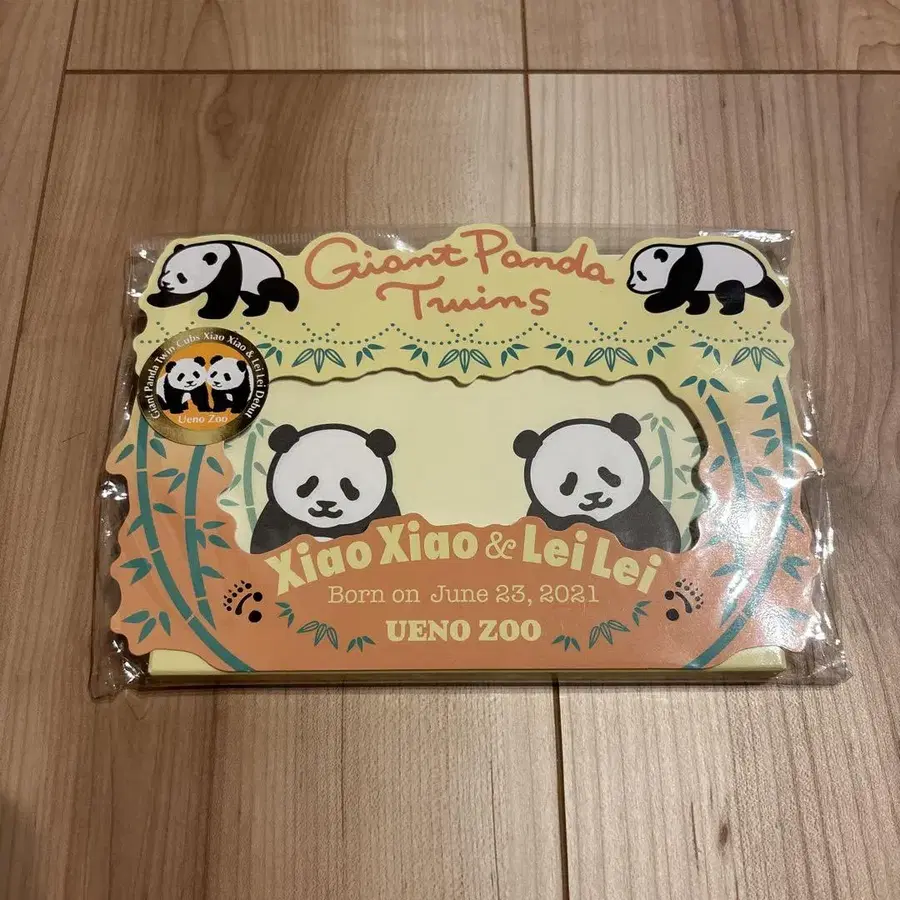 Giant Panda
Twins
Giant Panda Twin Cubs Xiao Xiao & Lei Lei Debut
Ueno Zoo
Xiao Xiao & Lei Lei
Born on June 23, 2021
UENO ZOO